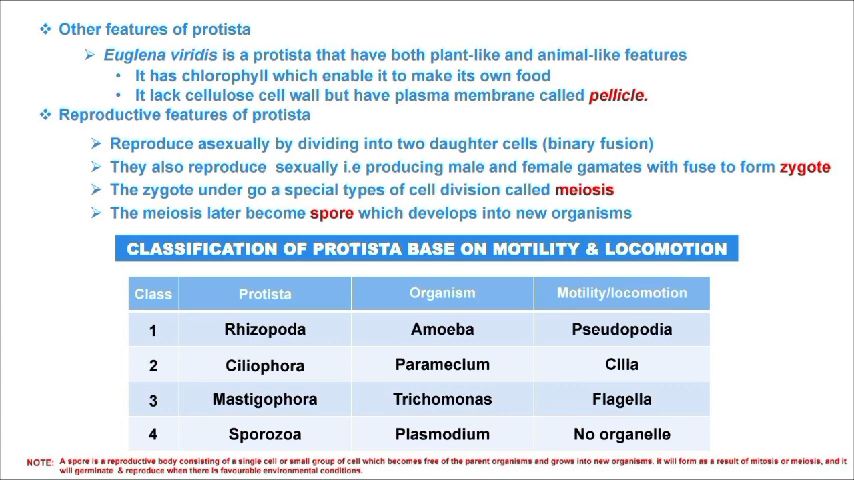 ❖ Other features of protista
➢ Euglena viridis is a protista that have both plant-like and animal-like features
• It has chlorophyll which enable it to make its own food
• It lack cellulose cell wall but have plasma membrane called pellicle.
❖ Reproductive features of protista
➢ Reproduce asexually by dividing into two daughter cells (binary fusion)
➢ They also reproduce sexually i.e producing male and female gamates with fuse to form zygote
➢ The zygote under go a special types of cell division called meiosis
➢ The meiosis later become spore which develops into new organisms
CLASSIFICATION OF PROTISTA BASE ON MOTILITY & LOCOMOTION
Class Protista Organism Motility/locomotion
1 Rhizopoda Amoeba Pseudopodia
2 Ciliophora Paramecium Cilia
3 Mastigophora Trichomonas Flagella
4 Sporozoa Plasmodium No organelle
NOTE: A spore is a reproductive body consisting of a single cell or small group of cell which becomes free of the parent organisms and grows into new organisms. it will form as a result of mitosis or meiosis, and it
will germinate & reproduce when there is favourable environmental conditions.